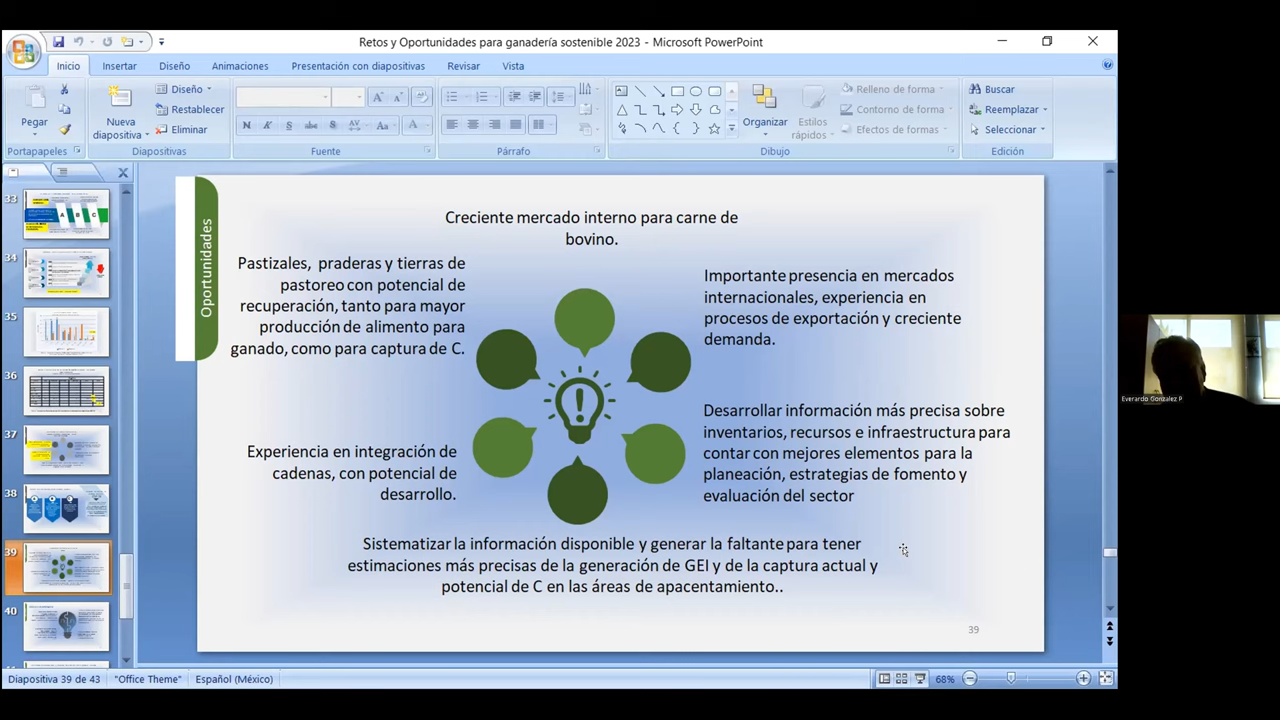 Retos y Oportunidades para ganadería sostenible 2023 - Microsoft PowerPoint
Inicio
Insertar
Diseño
Animaciones
Presentación con diapositivas
Revisar
Vista
Pegar
Portapapeles
Nueva
diapositiva
Diseño
Restablecer
Eliminar
Diapositivas
N
K
S
abc
S
AV
Aa
A
Fuente
Párrafo
Organizar
Estilos
rápidos
Relleno de forma
Contorno de forma
Efectos de formas
Dibujo
Buscar
Reemplazar
Seleccionar
Edición
33
A B C
34
35
36
37
38
39
40
Oportunidades
Creciente mercado interno para carne de
bovino.
Pastizales, praderas y tierras de
pastoreo con potencial de
recuperación, tanto para mayor
producción de alimento para
ganado, como para captura de C.
Importante presencia en mercados
internacionales, experiencia en
procesos de exportación y creciente
demanda.
Experiencia en integración de
cadenas, con potencial de
desarrollo.
Desarrollar información más precisa sobre
inventarios, recursos e infraestructura para
contar con mejores elementos para la
planeación, estrategias de fomento y
evaluación del sector
Sistematizar la información disponible y generar la faltante para tener
estimaciones más precisas de la generación de GEI y de la captura actual y
potencial de C en las áreas de apacentamiento..
39
Everardo Gonzalez P
Diapositiva 39 de 43
"Office Theme"
Español (México)
68%